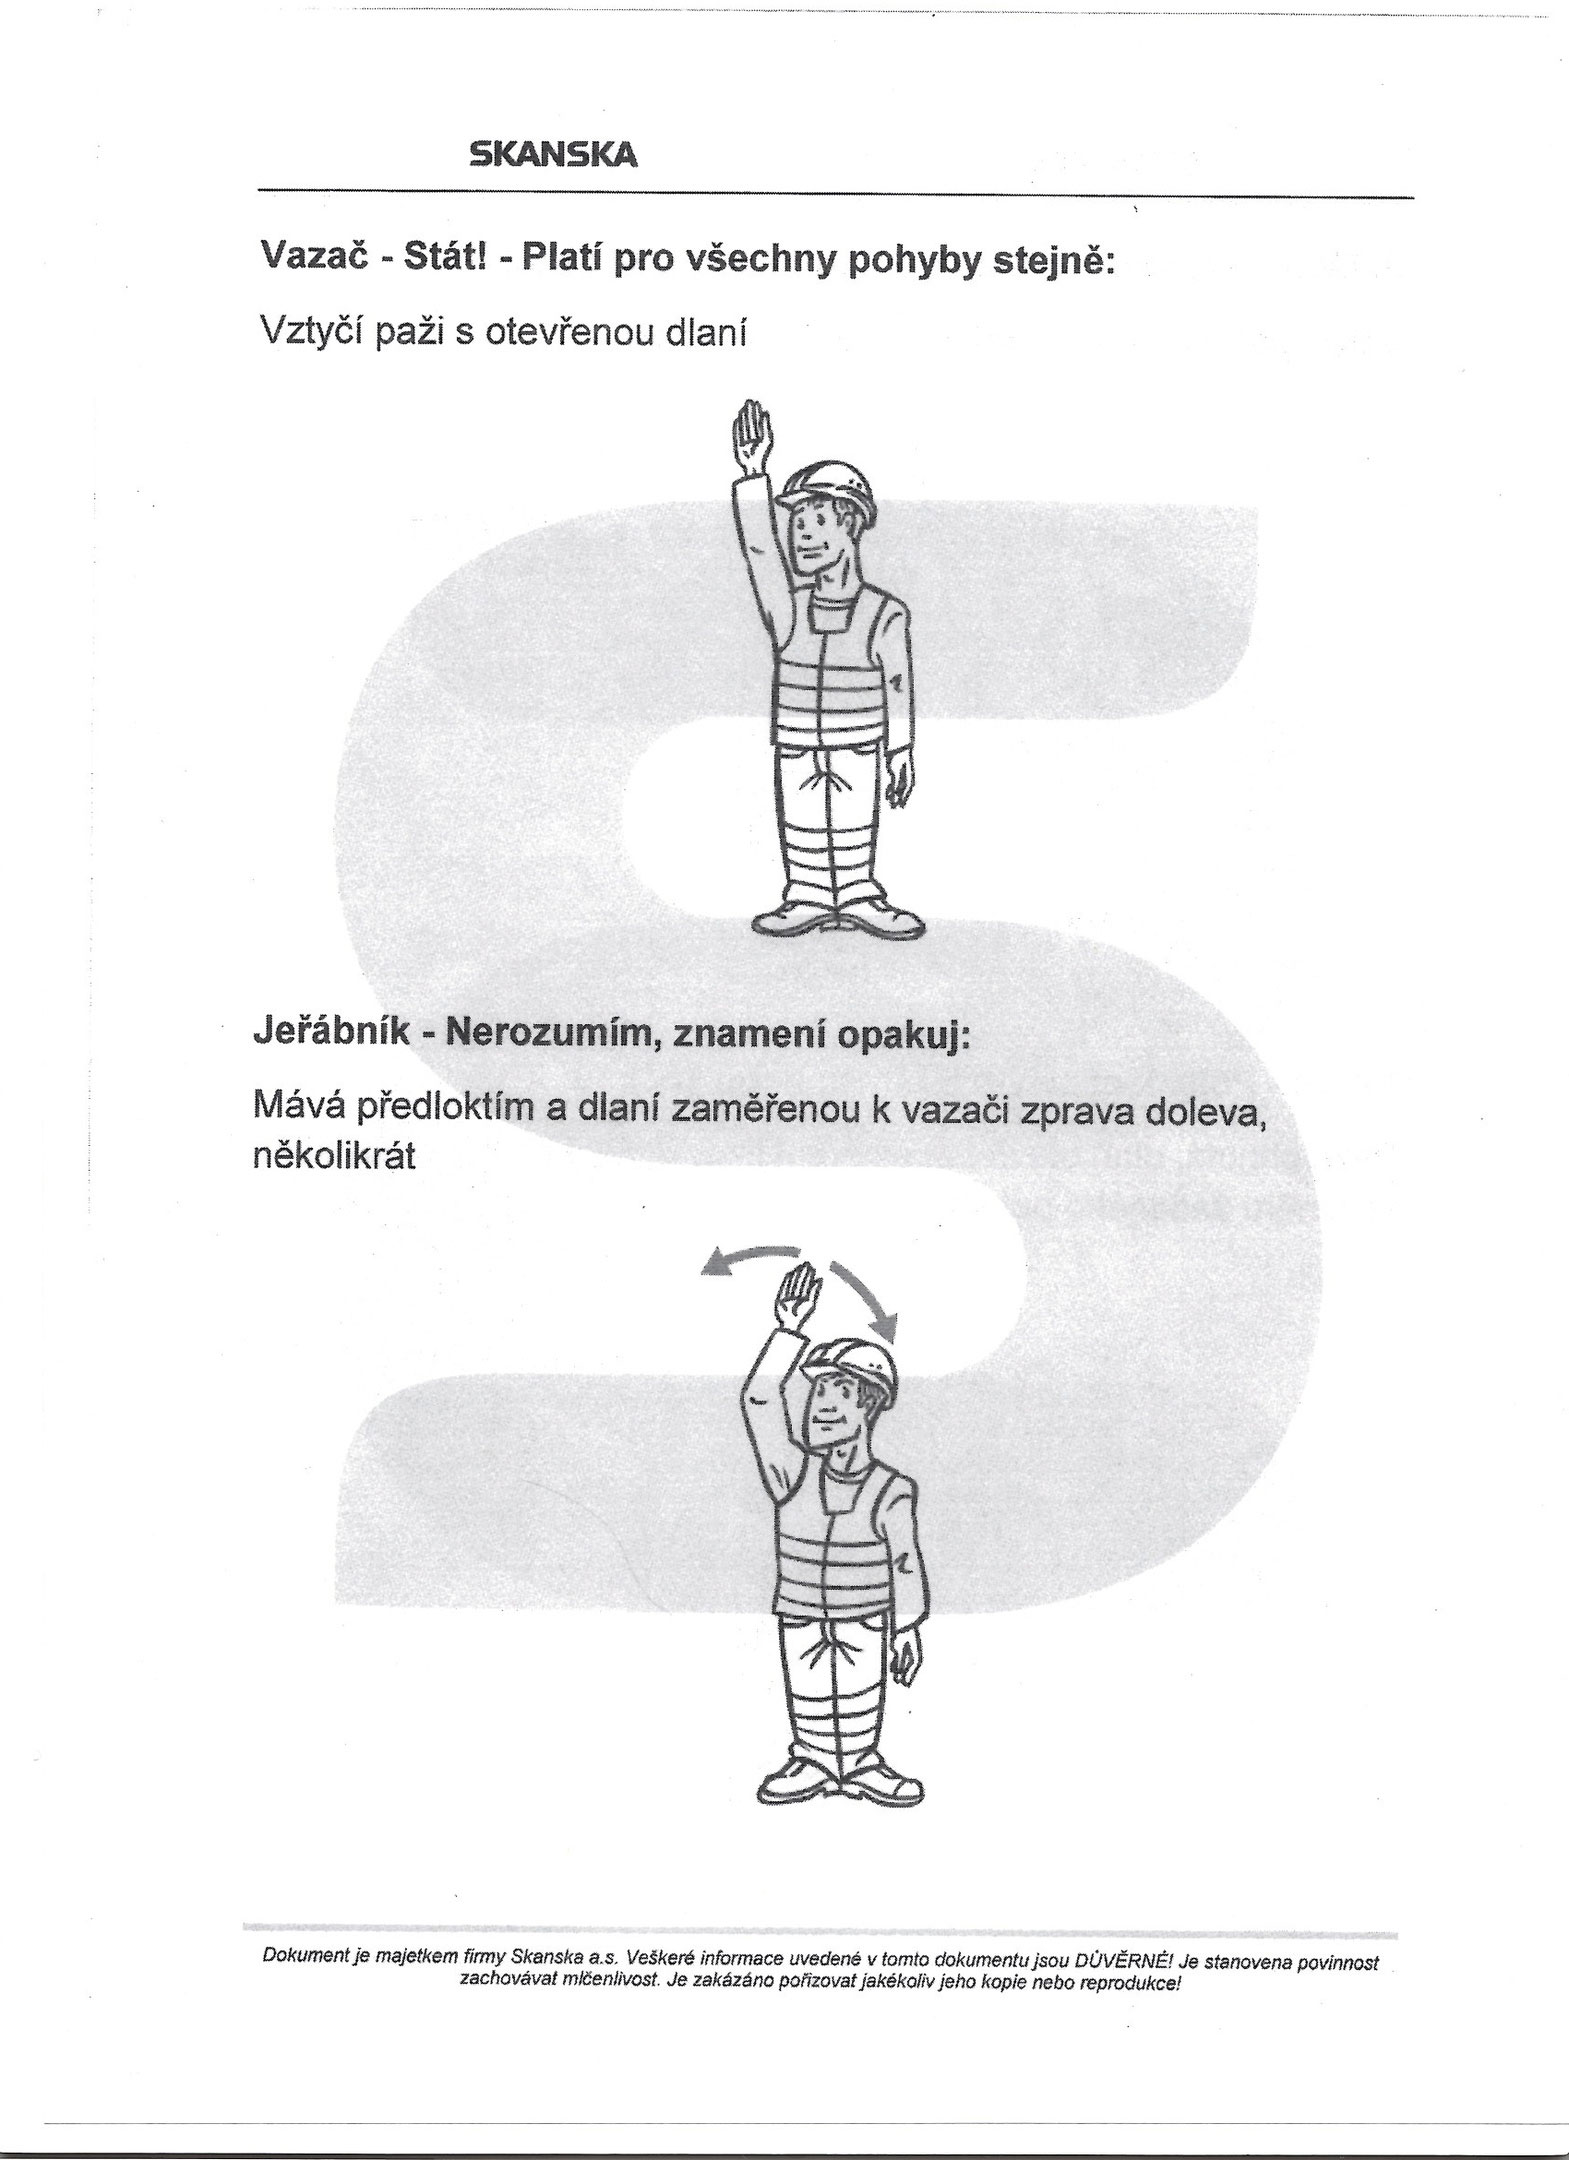 SKANSKA
Vazač - Stát! - Platí pro všechny pohyby stejně:
Vztyčí paži s otevřenou dlaní
Jeřábník - Nerozumím, znamení opakuj:
Mává předloktím a dlaní zaměřenou k vazači zprava doleva,
několikrát
Dokument je majetkem firmy Skanska a.s. Veškeré informace uvedené v tomto dokumentu jsou DŮVĚRNÉ! Je stanovena povinnost
zachovávat mlčenlivost. Je zakázáno pořizovat jakékoliv jeho kopie nebo reprodukce!